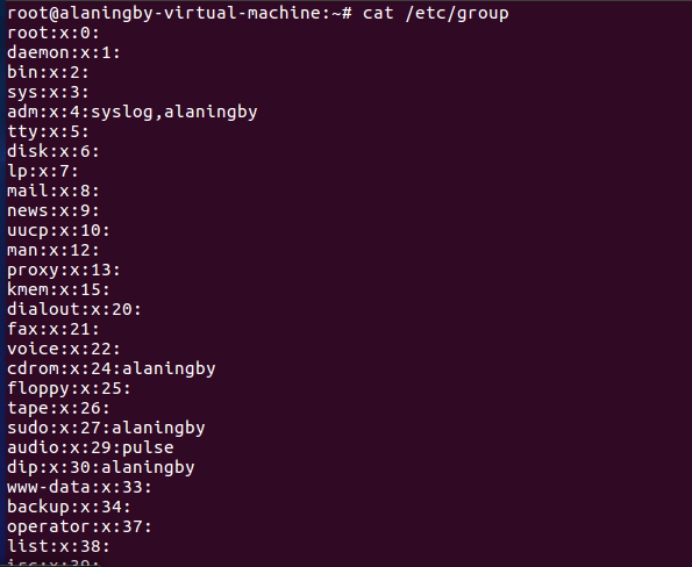 root@alaningby-virtual-machine:~# cat /etc/group
root:x:0:
daemon:x:1:
bin:x:2:
sys:x:3:
adm:x:4:syslog,alaningby
tty:x:5:
disk:x:6:
lp:x:7:
mail:x:8:
news:x:9:
uucp:x:10:
man:x:12:
proxy:x:13:
kmem:x:15:
dialout:x:20:
fax:x:21:
voice:x:22:
cdrom:x:24:alaningby
floppy:x:25:
tape:x:26:
sudo:x:27:alaningby
audio:x:29:pulse
dip:x:30:alaningby
www-data:x:33:
backup:x:34:
operator:x:37:
list:x:38: